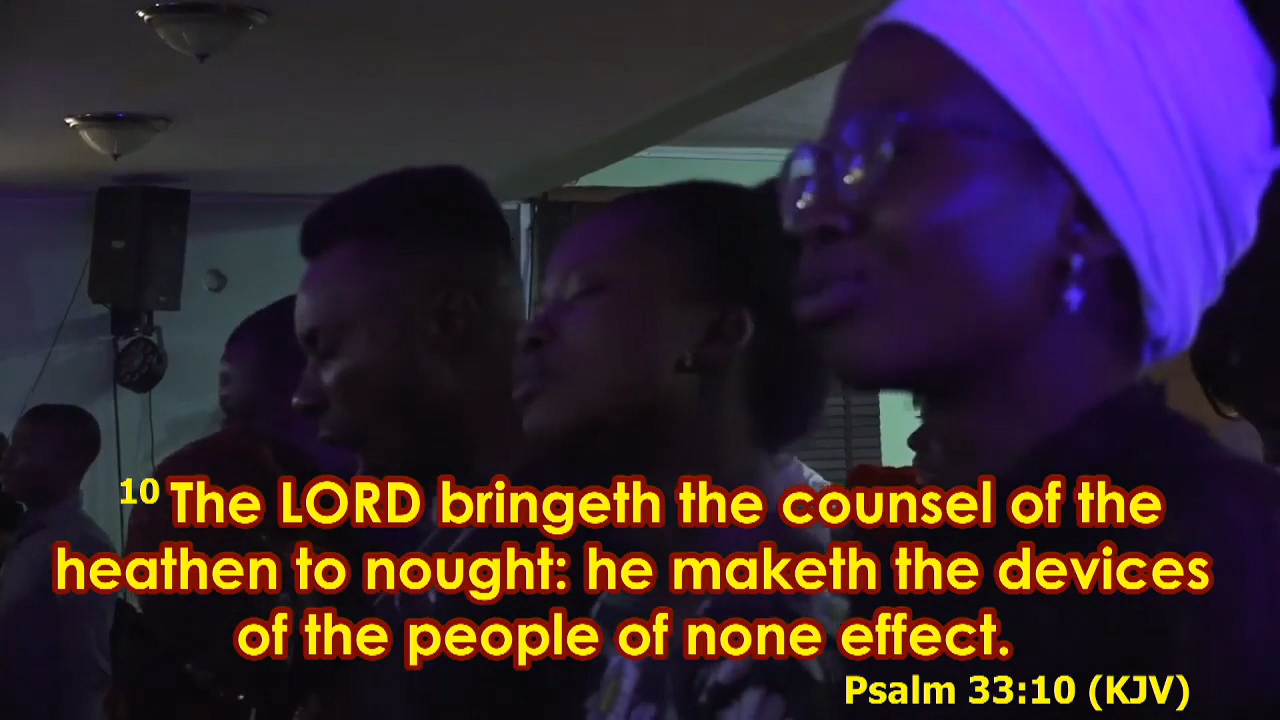 10 The LORD bringeth the counsel of the
heathen to nought: he maketh the devices
of the people of none effect.
Psalm 33:10 (KJV)